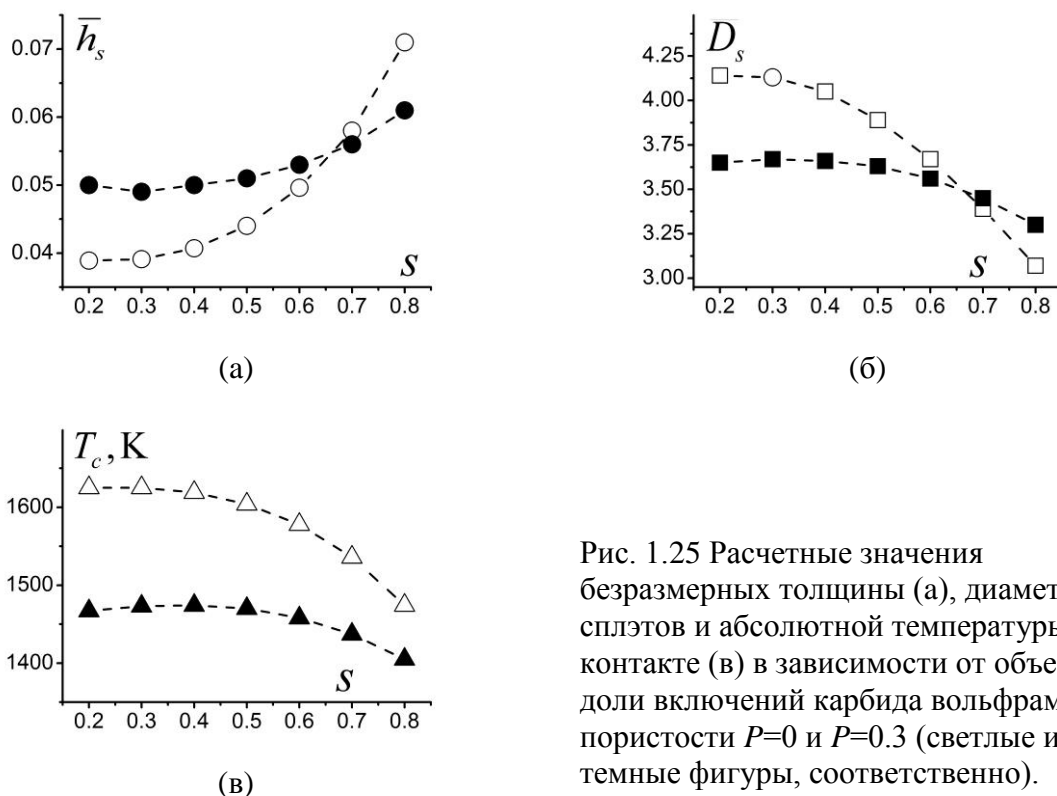 h̅ₛ
0.07
0.06
0.05
0.04
s
0.2 0.3 0.4 0.5 0.6 0.7 0.8
(а)
D̅ₛ
4.25
4.00
3.75
3.50
3.25
3.00
s
0.2 0.3 0.4 0.5 0.6 0.7 0.8
(б)
T_c, K
1600
1500
1400
s
0.2 0.3 0.4 0.5 0.6 0.7 0.8
(в)
Рис. 1.25 Расчетные значения
безразмерных толщины (а), диамет
сплэтов и абсолютной температуры
контакте (в) в зависимости от объе
доли включений карбида вольфрам
пористости P=0 и P=0.3 (светлые и
темные фигуры, соответственно).